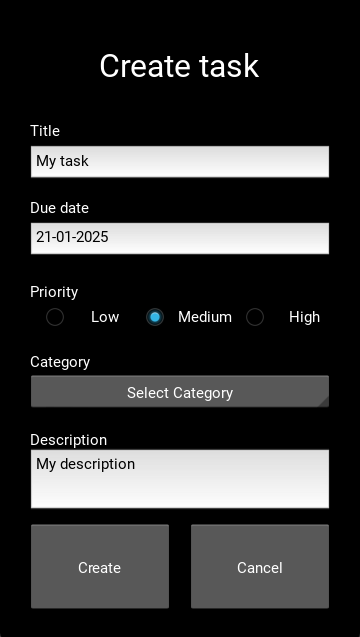 Create task
Title
My task
Due date
21-01-2025
Priority
Low Medium High
Category
Select Category
Description
My description
Create Cancel